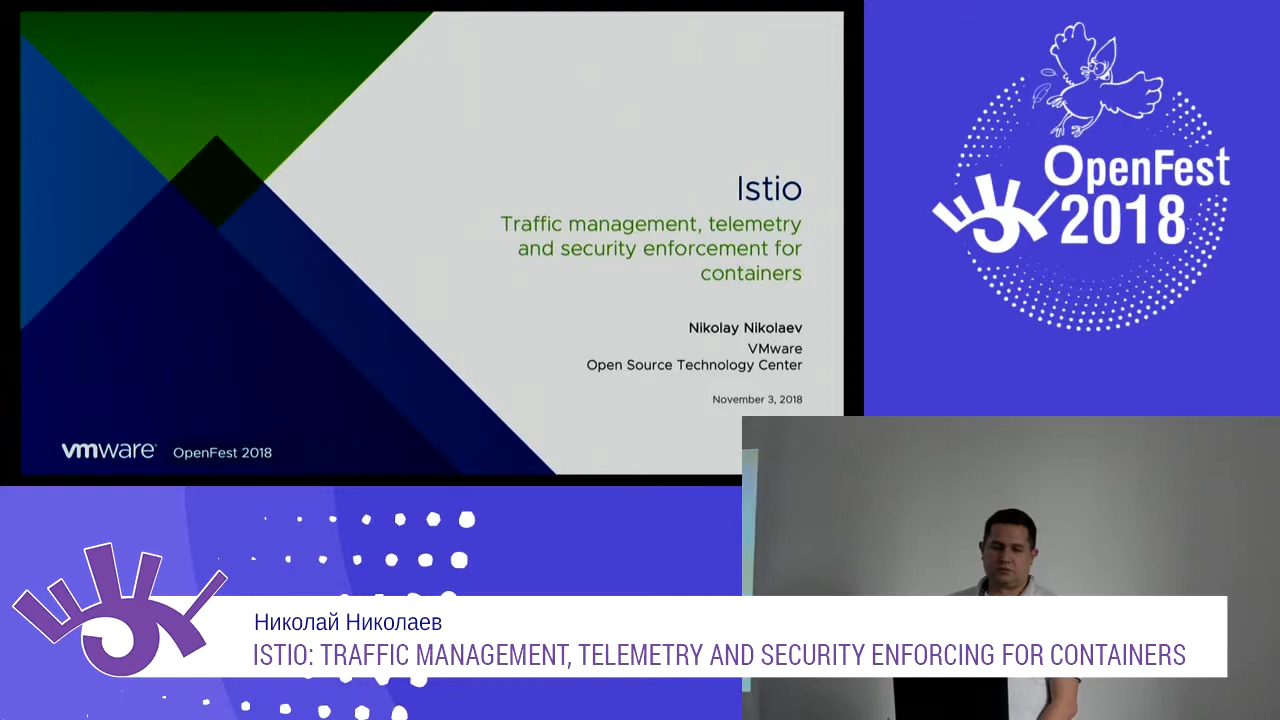 Istio
Traffic management, telemetry
and security enforcement for
containers
Nikolay Nikolaev
VMware
Open Source Technology Center
November 3, 2018
vmware OpenFest 2018
OpenFest
2018
Николай Николаев
ISTIO: TRAFFIC MANAGEMENT, TELEMETRY AND SECURITY ENFORCING FOR CONTAINERS